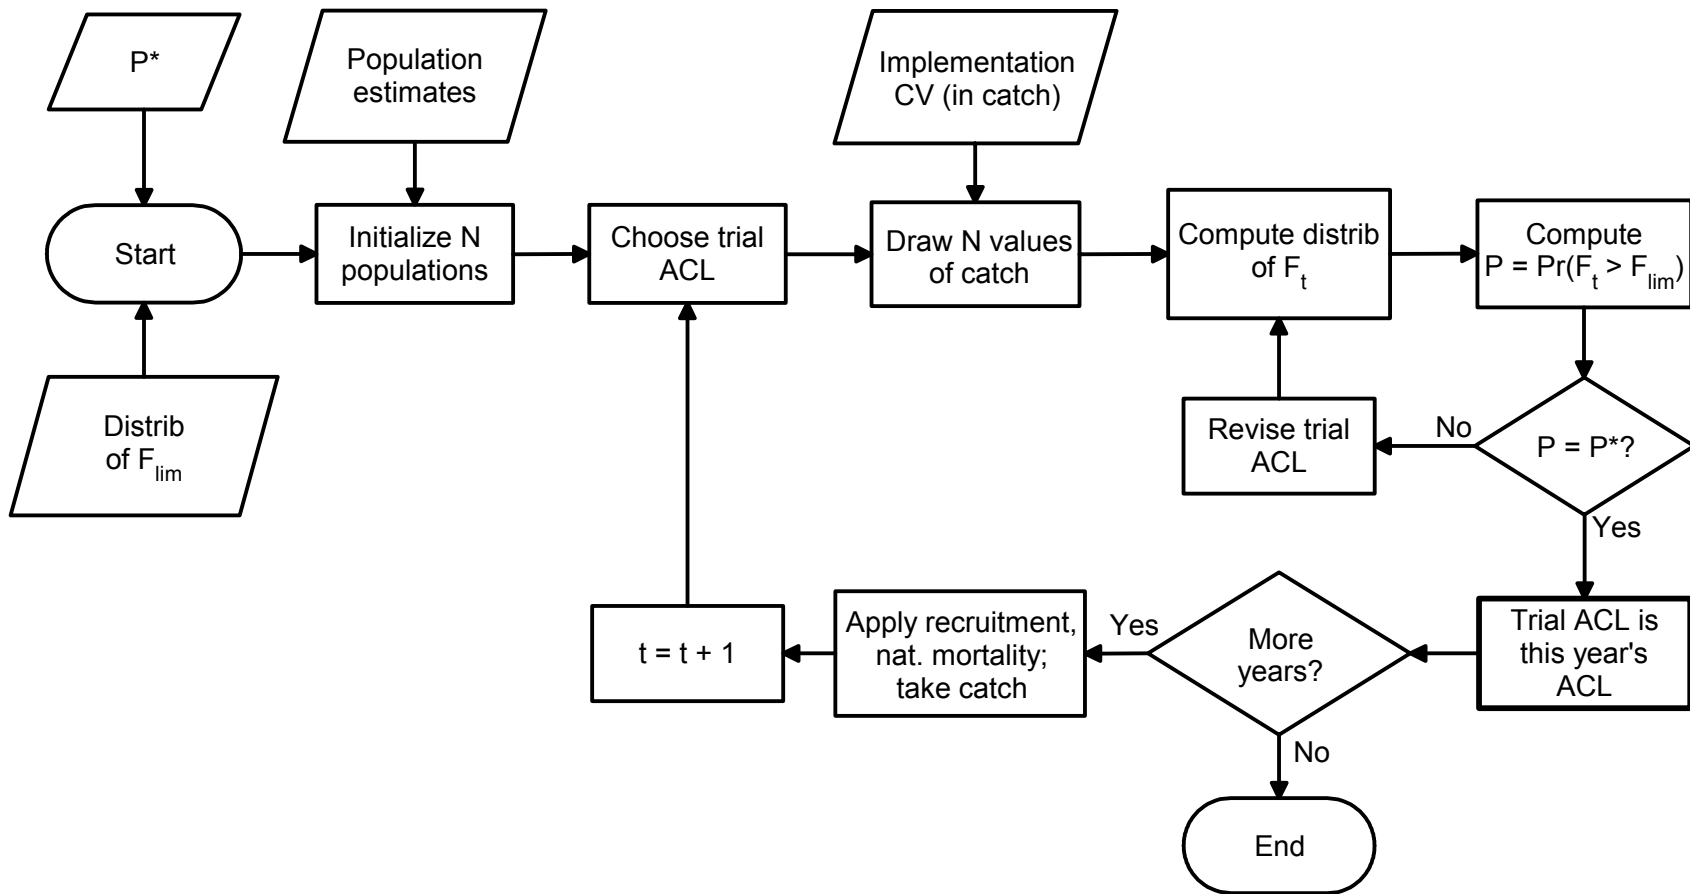 P*
Population
estimates
Implementation
CV (in catch)
Start
Initialize N
populations
Choose trial
ACL
Draw N values
of catch
Compute distrib
of Ft
Compute
P = Pr(Ft > Flim)
Distrib
of Flim
Revise trial
ACL
No
P = P*?
Yes
t = t + 1
Apply recruitment,
nat. mortality;
take catch
Yes
More
years?
Trial ACL is
this year's
ACL
No
End